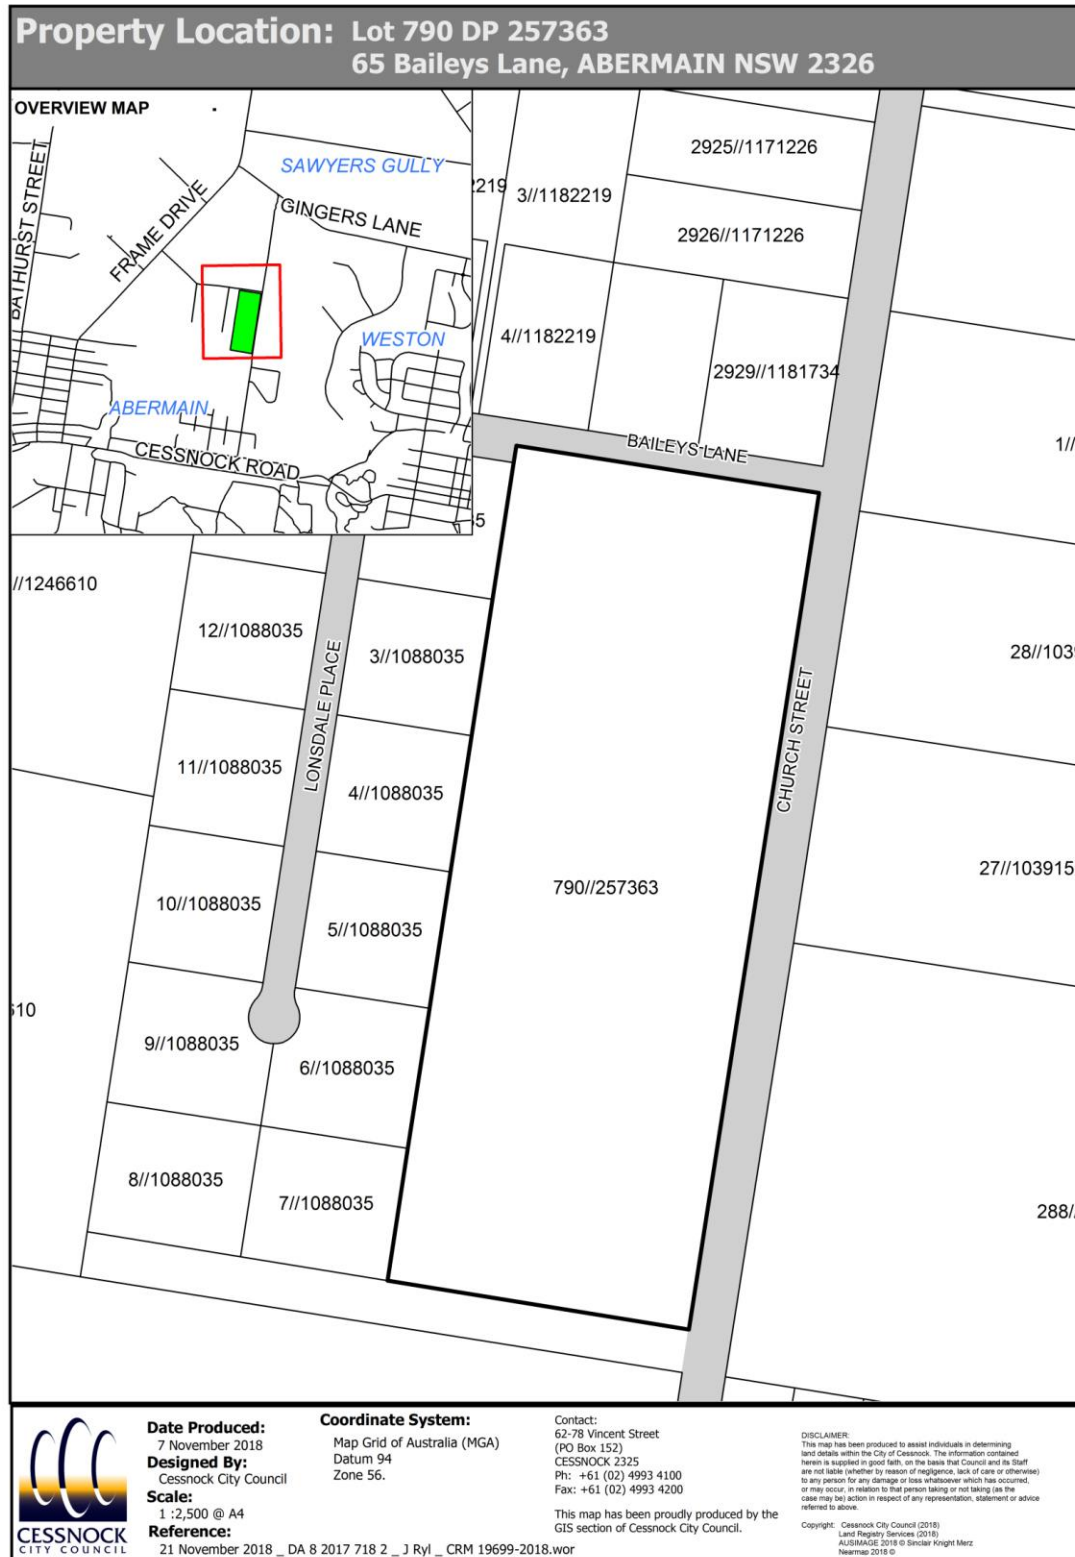 Property Location: Lot 790 DP 257363
65 Baileys Lane, ABERMAIN NSW 2326
OVERVIEW MAP
SAWYERS GULLY
GINGERS LANE
FRAME DRIVE
BATHURST STREET
WESTON
ABERMAIN
CESSNOCK ROAD
2219
3//1182219
2925//1171226
2926//1171226
4//1182219
2929//1181734
BAILEYS LANE
1//
//1246610
12//1088035
3//1088035
LONSDALE PLACE
CHURCH STREET
28//103
11//1088035
4//1088035
27//103915
790//257363
10//1088035
5//1088035
9//1088035
6//1088035
8//1088035
7//1088035
288//
CESSNOCK
CITY COUNCIL
Date Produced:
7 November 2018
Designed By:
Cessnock City Council
Scale:
1 :2,500 @ A4
Reference:
21 November 2018 _ DA 8 2017 718 2 _ J Ryl _ CRM 19699-2018.wor
Coordinate System:
Map Grid of Australia (MGA)
Datum 94
Zone 56.
Contact:
62-78 Vincent Street
(PO Box 152)
CESSNOCK 2325
Ph: +61 (02) 4993 4100
Fax: +61 (02) 4993 4200
This map has been proudly produced by the
GIS section of Cessnock City Council.
DISCLAIMER:
This map has been produced to assist individuals in determining
land details within the City of Cessnock. The information contained
herein is supplied in good faith, on the basis that Council and its Staff
are not liable (whether by reason of negligence, lack of care or otherwise)
to any person for any damage or loss whatsoever which has occurred,
or may occur, in relation to that person taking or not taking (as the
case may be) action in respect of any representation, statement or advice
referred to above.
Copyright: Cessnock City Council (2018)
Land Registry Services (2018)
AUSIMAGE 2018 © Sinclair Knight Merz
Nearmap 2018 ©